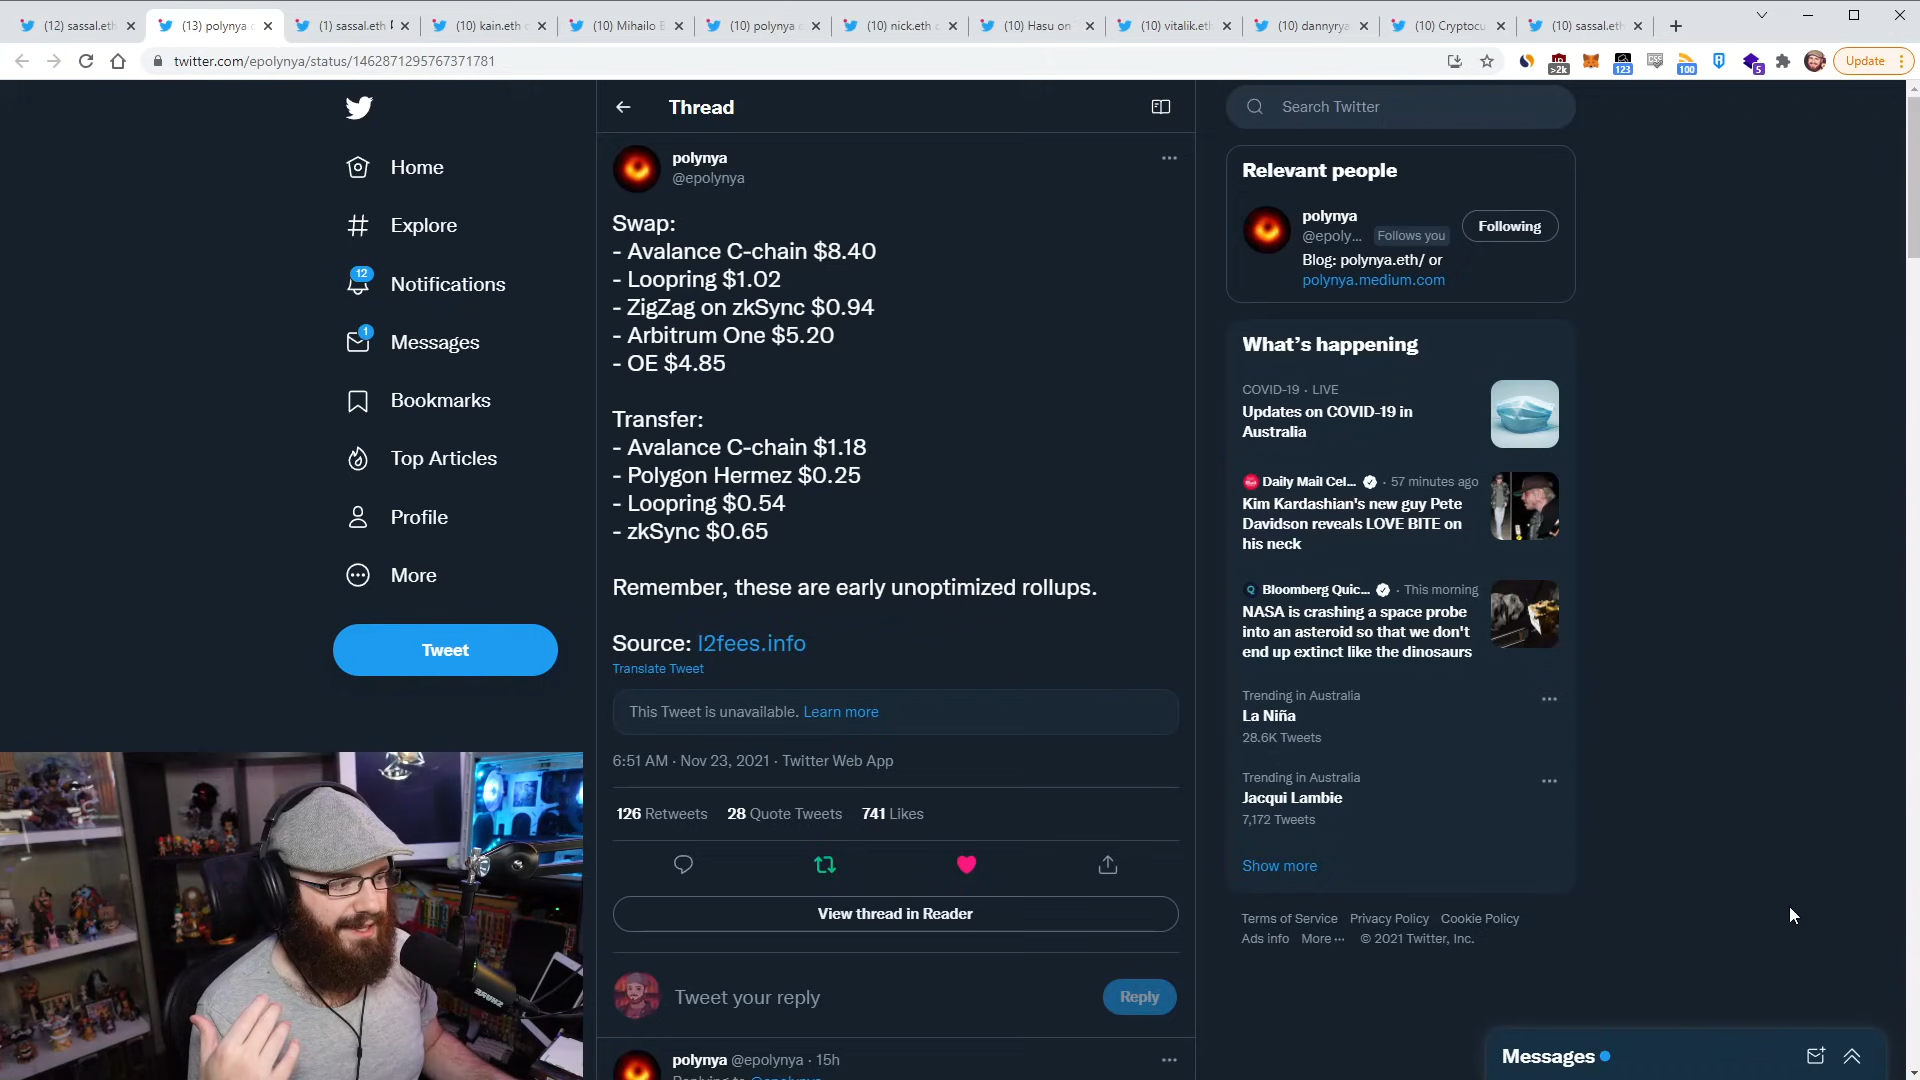 (12) sassal.eth
(13) polynya
(1) sassal.eth
(10) kain.eth
(10) Mihailo
(10) polynya
(10) nick.eth
(10) Hasu on
(10) vitalik.eth
(10) dannyrya
(10) Cryptocu
(10) sassal.eth
twitter.com/epolynya/status/1462871295767371781
>2k
123
100
5
Update
Home
Explore
12
Notifications
1
Messages
Bookmarks
Top Articles
Profile
More
Tweet
Thread
polynya
@epolynya
Swap:
- Avalance C-chain $8.40
- Loopring $1.02
- ZigZag on zkSync $0.94
- Arbitrum One $5.20
- OE $4.85
Transfer:
- Avalance C-chain $1.18
- Polygon Hermez $0.25
- Loopring $0.54
- zkSync $0.65
Remember, these are early unoptimized rollups.
Source: l2fees.info
Translate Tweet
This Tweet is unavailable. Learn more
6:51 AM · Nov 23, 2021 · Twitter Web App
126 Retweets 28 Quote Tweets 741 Likes
View thread in Reader
Tweet your reply
Reply
polynya @epolynya · 15h
Replying to @epolynya
Search Twitter
Relevant people
polynya
@epoly... Follows you
Following
Blog: polynya.eth/ or
polynya.medium.com
What's happening
COVID-19 · LIVE
Updates on COVID-19 in
Australia
Daily Mail Cel... · 57 minutes ago
Kim Kardashian's new guy Pete
Davidson reveals LOVE BITE on
his neck
Bloomberg Quic... · This morning
NASA is crashing a space probe
into an asteroid so that we don't
end up extinct like the dinosaurs
Trending in Australia
La Niña
28.6K Tweets
Trending in Australia
Jacqui Lambie
7,172 Tweets
Show more
Terms of Service Privacy Policy Cookie Policy
Ads info More ··· © 2021 Twitter, Inc.
Messages